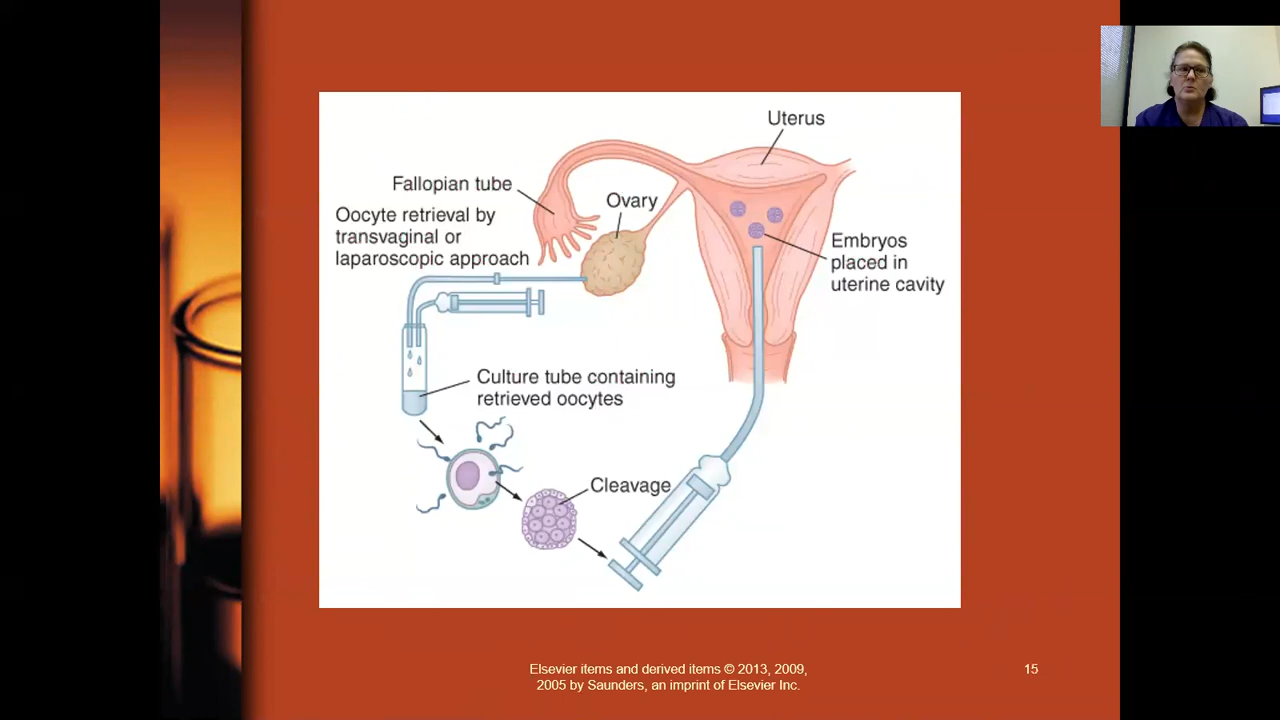 Uterus
Fallopian tube
Ovary
Oocyte retrieval by
transvaginal or
laparoscopic approach
Embryos
placed in
uterine cavity
Culture tube containing
retrieved oocytes
Cleavage
Elsevier items and derived items © 2013, 2009,
2005 by Saunders, an imprint of Elsevier Inc.
15